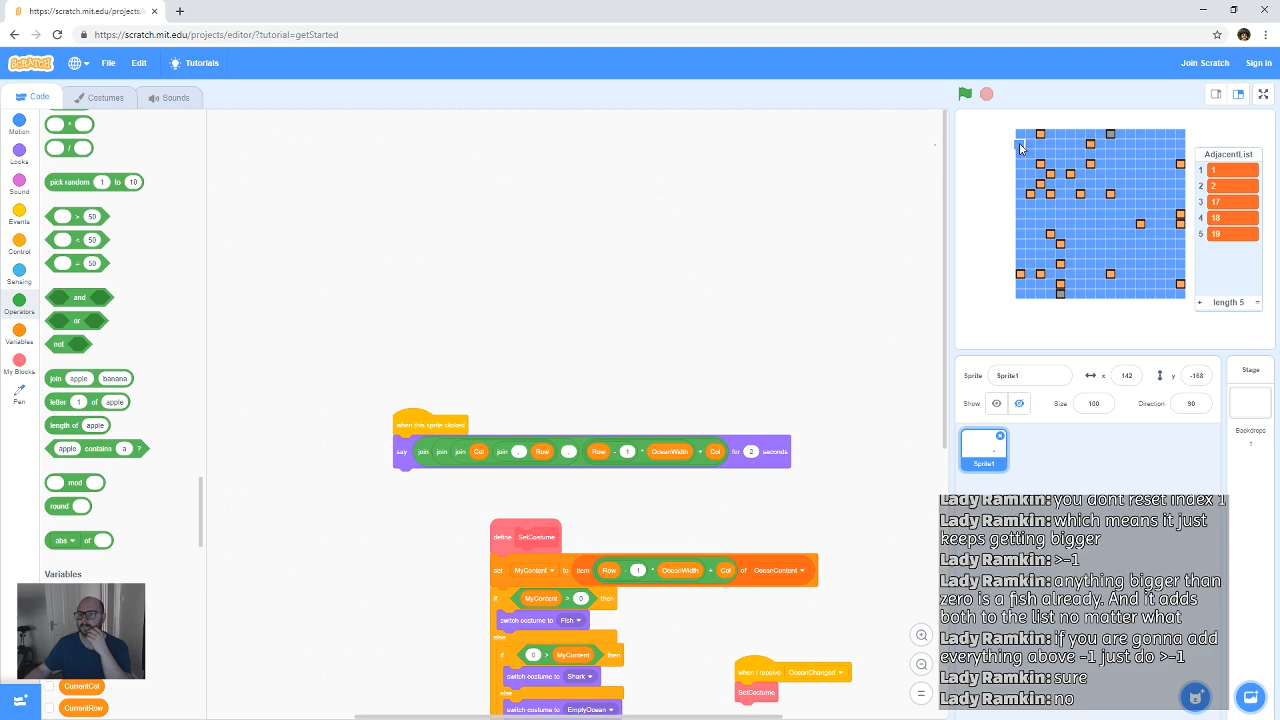 https://scratch.mit.edu/projects/ed
https://scratch.mit.edu/projects/editor/?tutorial=getStarted
SCRATCH
File
Edit
Tutorials
Join Scratch
Sign in
Code
Costumes
Sounds
Motion
Looks
Sound
Events
Control
Sensing
Operators
Variables
My Blocks
Pen
*
/
pick random 1 to 10
> 50
< 50
= 50
and
or
not
join apple banana
letter 1 of apple
length of apple
apple contains a ?
mod
round
abs of
Variables
CurrentCol
CurrentRow
when this sprite clicked
say join join join Col join , Row , Row - 1 * OceanWidth + Col for 2 seconds
define SetCostume
set MyContent to item Row - 1 * OceanWidth + Col of OceanContent
if MyContent > 0 then
switch costume to Fish
else
if 0 > MyContent then
switch costume to Shark
else
switch costume to EmptyOcean
when I receive OceanChanged
SetCostume
AdjacentList
1 1
2 2
3 17
4 18
5 19
+ length 5 =
Sprite Sprite1 x 142 y -168
Show Size 100 Direction 90
Sprite1
Stage
Backdrops
1
Lady Ramkin: you dont reset index 1
Lady Ramkin: which means it just
keeps getting bigger
Lady Ramkin: >-1
Lady Ramkin: anything bigger than
zero is a fish already. And it adds
both to the list no matter what
Lady Ramkin: if you are gonna add
everything above -1 just do >-1
Lady Ramkin: sure
Lady Ramkin: no